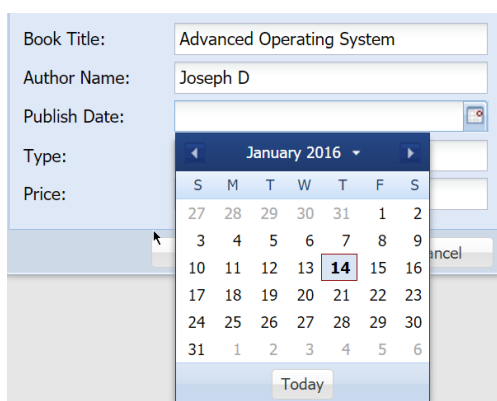 Book Title: Advanced Operating System
Author Name: Joseph D
Publish Date:
January 2016
Type:
S M T W T F S
Price:
27 28 29 30 31 1 2
3 4 5 6 7 8 9
10 11 12 13 14 15 16
17 18 19 20 21 22 23
24 25 26 27 28 29 30
31 1 2 3 4 5 6
Today